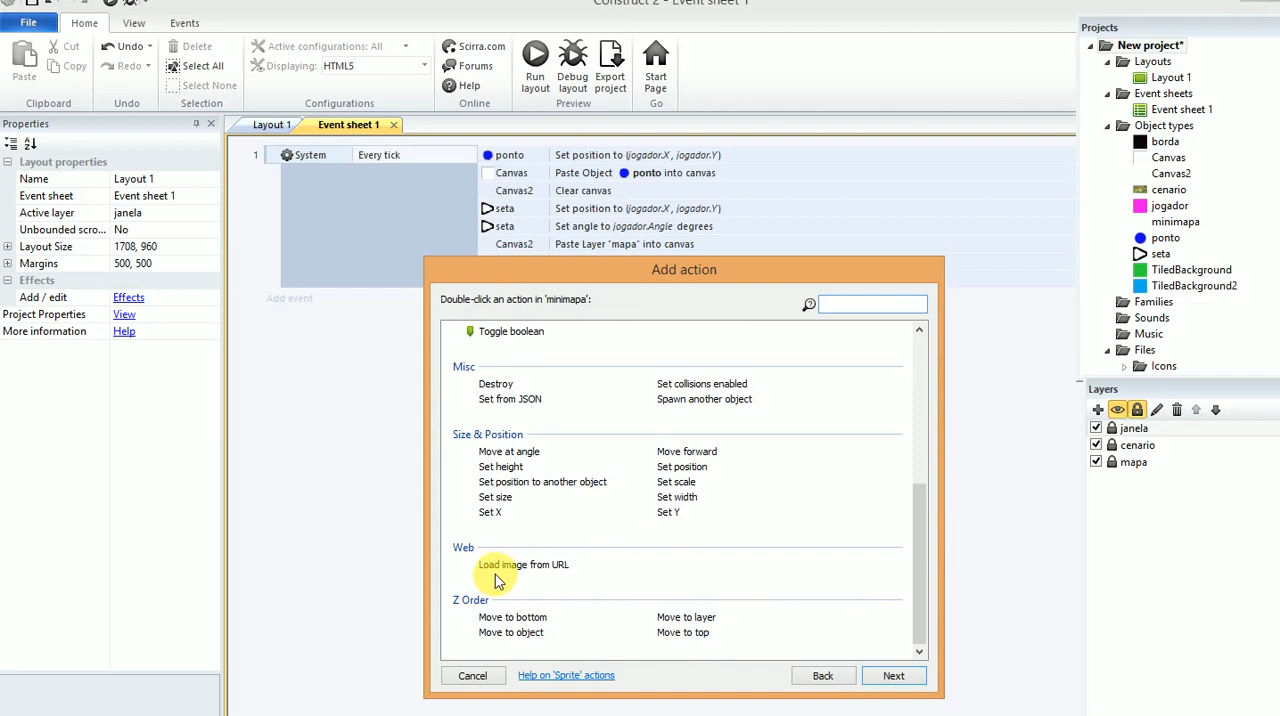 Construct 2 - Event sheet 1
File Home View Events
Paste Cut Copy
Undo Redo
Delete Select All Select None
Active configurations: All
Displaying: HTML5
Scirra.com
Forums
Help
Run layout Debug layout Export project Start Page
Clipboard Undo Selection Configurations Online Preview Go
Properties
Layout properties
Name Layout 1
Event sheet Event sheet 1
Active layer janela
Unbounded scro... No
Layout Size 1708, 960
Margins 500, 500
Effects
Add / edit Effects
Project Properties View
More information Help
Layout 1 Event sheet 1
1 System Every tick
ponto Set position to (jogador.X , jogador.Y)
Canvas Paste Object ponto into canvas
Canvas2 Clear canvas
seta Set position to (jogador.X , jogador.Y)
seta Set angle to jogador.Angle degrees
Canvas2 Paste Layer "mapa" into canvas
Add event
Add action
Double-click an action in 'minimapa':
Toggle boolean
Misc
Destroy Set collisions enabled
Set from JSON Spawn another object
Size & Position
Move at angle Move forward
Set height Set position
Set position to another object Set scale
Set size Set width
Set X Set Y
Web
Load image from URL
Z Order
Move to bottom Move to layer
Move to object Move to top
Cancel Help on 'Sprite' actions Back Next
Projects
New project*
Layouts
Layout 1
Event sheets
Event sheet 1
Object types
borda
Canvas
Canvas2
cenario
jogador
minimapa
ponto
seta
TiledBackground
TiledBackground2
Families
Sounds
Music
Files
Icons
Layers
janela
cenario
mapa